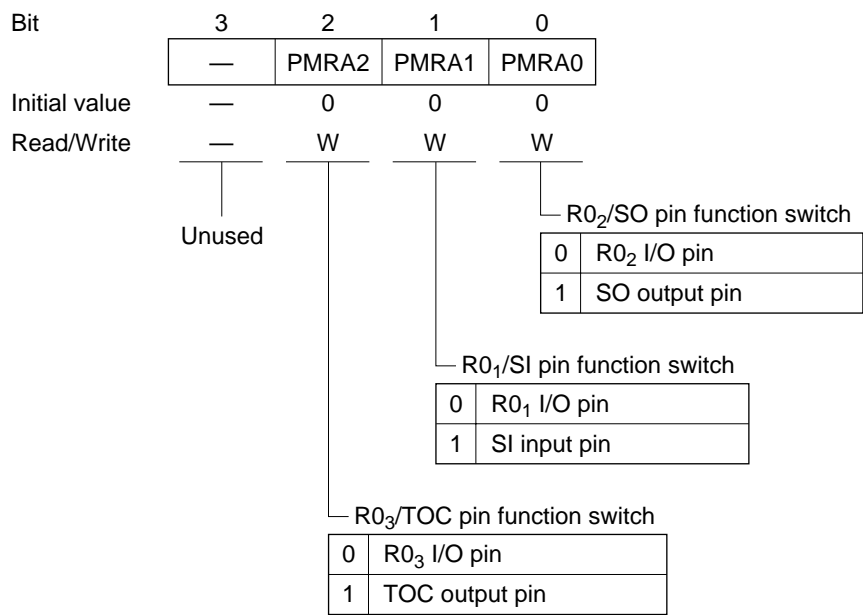 Bit 3 2 1 0
— PMRA2 PMRA1 PMRA0
Initial value — 0 0 0
Read/Write — W W W
Unused
R0₂/SO pin function switch
0 R0₂ I/O pin
1 SO output pin
R0₁/SI pin function switch
0 R0₁ I/O pin
1 SI input pin
R0₃/TOC pin function switch
0 R0₃ I/O pin
1 TOC output pin